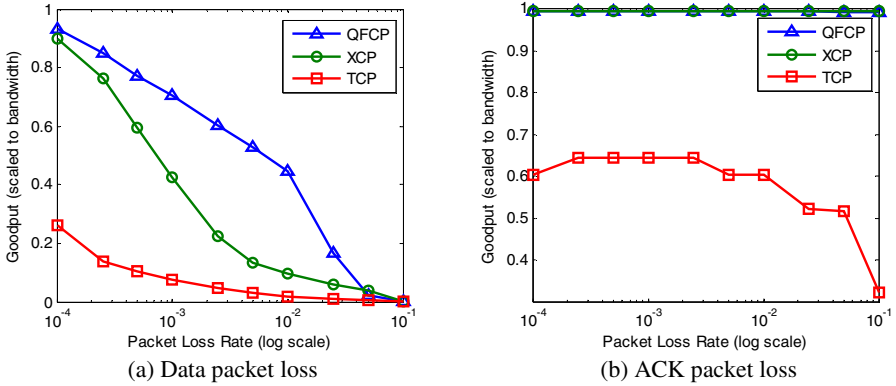 Goodput (scaled to bandwidth)
1
0.8
0.6
0.4
0.2
0
10^-4
10^-3
10^-2
10^-1
Packet Loss Rate (log scale)
QFCP
XCP
TCP
(a) Data packet loss
Goodput (scaled to bandwidth)
1
0.9
0.8
0.7
0.6
0.5
0.4
10^-4
10^-3
10^-2
10^-1
Packet Loss Rate (log scale)
QFCP
XCP
TCP
(b) ACK packet loss